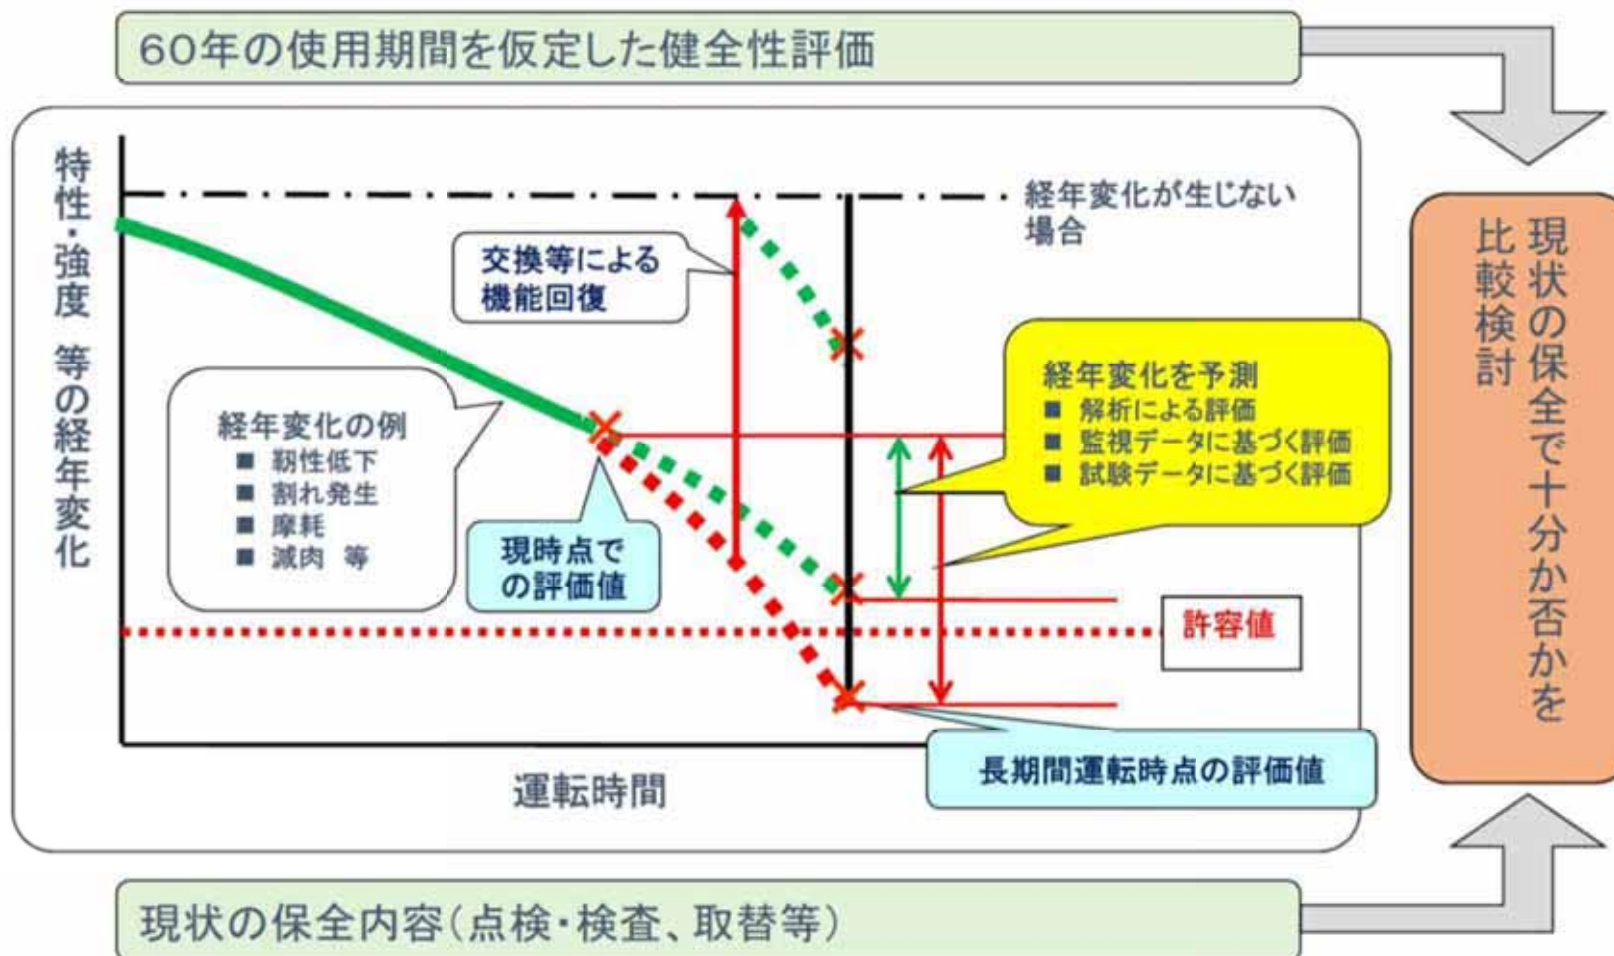 60年の使用期間を仮定した健全性評価
特性・強度 等の経年変化
経年変化が生じない
場合
交換等による
機能回復
経年変化の例
■ 靭性低下
■ 割れ発生
■ 摩耗
■ 減肉 等
現時点で
の評価値
経年変化を予測
■ 解析による評価
■ 監視データに基づく評価
■ 試験データに基づく評価
許容値
長期間運転時点の評価値
運転時間
現状の保全で十分か否かを
比較検討
現状の保全内容(点検・検査、取替等)